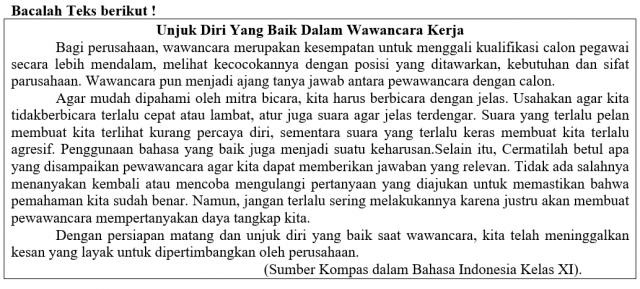 Bacalah Teks berikut !
Unjuk Diri Yang Baik Dalam Wawancara Kerja
Bagi perusahaan, wawancara merupakan kesempatan untuk menggali kualifikasi calon pegawai
secara lebih mendalam, melihat kecocokannya dengan posisi yang ditawarkan, kebutuhan dan sifat
parusahaan. Wawancara pun menjadi ajang tanya jawab antara pewawancara dengan calon.
Agar mudah dipahami oleh mitra bicara, kita harus berbicara dengan jelas. Usahakan agar kita
tidakberbicara terlalu cepat atau lambat, atur juga suara agar jelas terdengar. Suara yang terlalu pelan
membuat kita terlihat kurang percaya diri, sementara suara yang terlalu keras membuat kita terlalu
agresif. Penggunaan bahasa yang baik juga menjadi suatu keharusan.Selain itu, Cermatilah betul apa
yang disampaikan pewawancara agar kita dapat memberikan jawaban yang relevan. Tidak ada salahnya
menanyakan kembali atau mencoba mengulangi pertanyaan yang diajukan untuk memastikan bahwa
pemahaman kita sudah benar. Namun, jangan terlalu sering melakukannya karena justru akan membuat
pewawancara mempertanyakan daya tangkap kita.
Dengan persiapan matang dan unjuk diri yang baik saat wawancara, kita telah meninggalkan
kesan yang layak untuk dipertimbangkan oleh perusahaan.
(Sumber Kompas dalam Bahasa Indonesia Kelas XI).